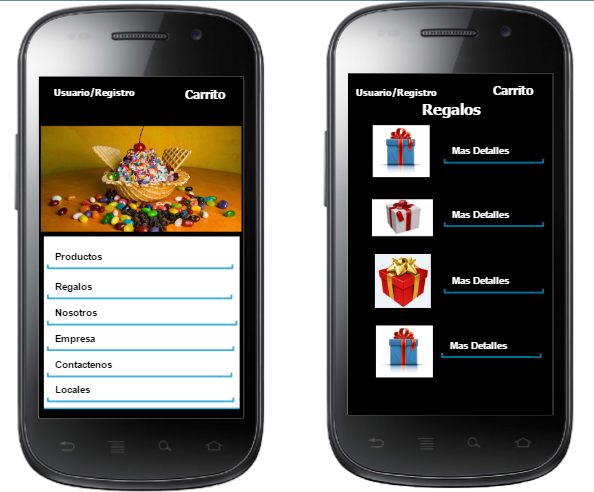 Usuario/Registro Carrito
Productos
Regalos
Nosotros
Empresa
Contactenos
Locales
Usuario/Registro Carrito
Regalos
Mas Detalles
Mas Detalles
Mas Detalles
Mas Detalles